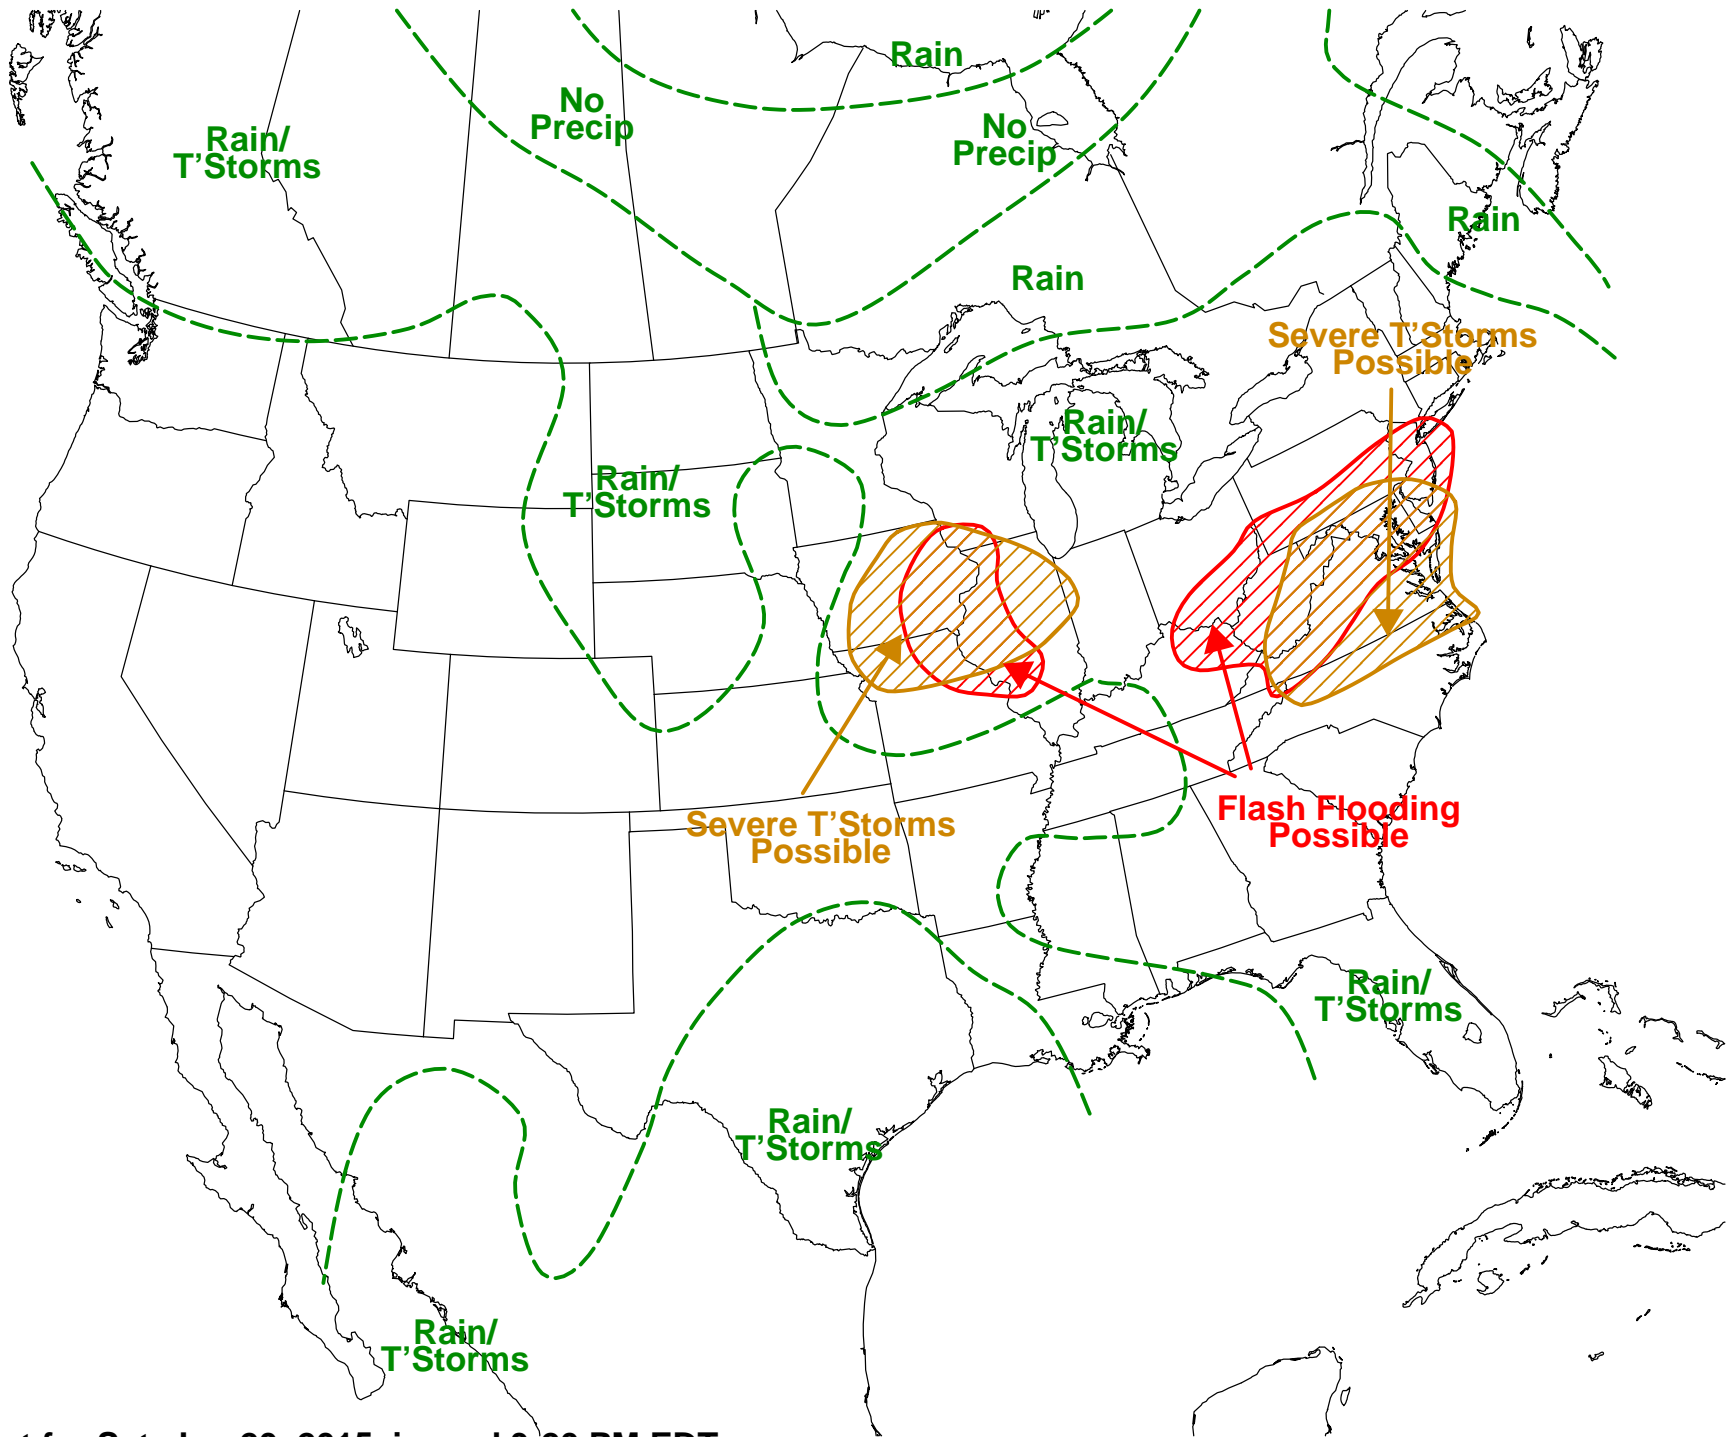 Rain
No
Precip
No
Precip
Rain/
T'Storms
Rain
Rain
Severe T'Storms
Possible
Rain/
T'Storms
Rain/
T'Storms
Severe T'Storms
Possible
Flash Flooding
Possible
Rain/
T'Storms
Rain/
T'Storms
Rain/
T'Storms